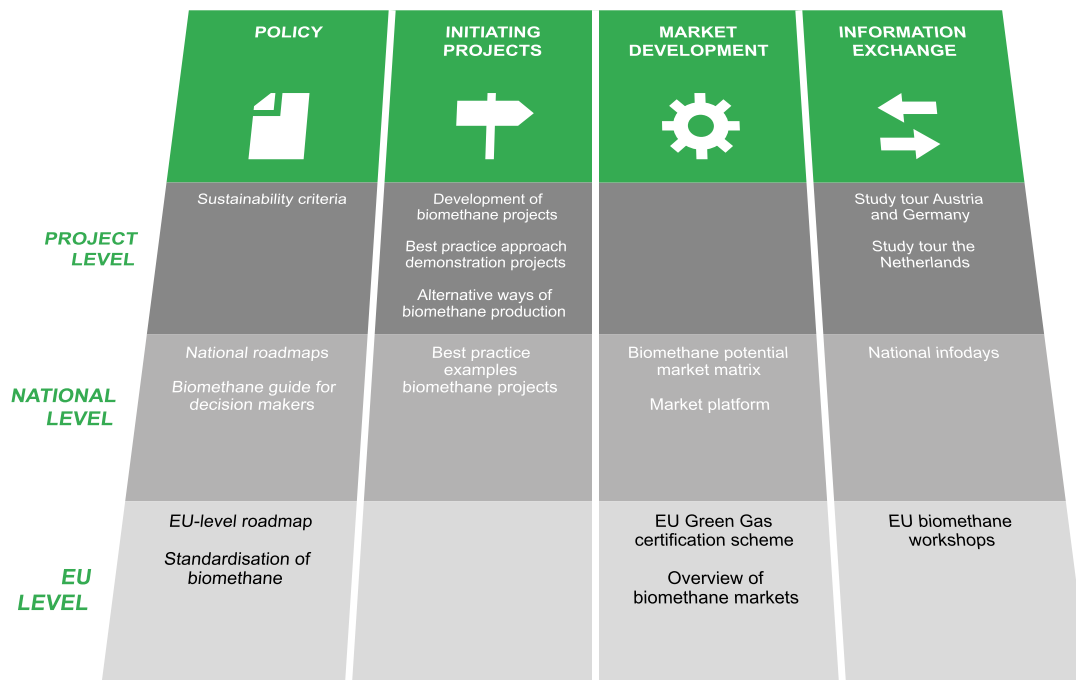 POLICY
INITIATING
PROJECTS
MARKET
DEVELOPMENT
INFORMATION
EXCHANGE
PROJECT
LEVEL
Sustainability criteria
Development of
biomethane projects
Best practice approach
demonstration projects
Alternative ways of
biomethane production
Study tour Austria
and Germany
Study tour the
Netherlands
NATIONAL
LEVEL
National roadmaps
Biomethane guide for
decision makers
Best practice
examples
biomethane projects
Biomethane potential
market matrix
Market platform
National infodays
EU
LEVEL
EU-level roadmap
Standardisation of
biomethane
EU Green Gas
certification scheme
Overview of
biomethane markets
EU biomethane
workshops